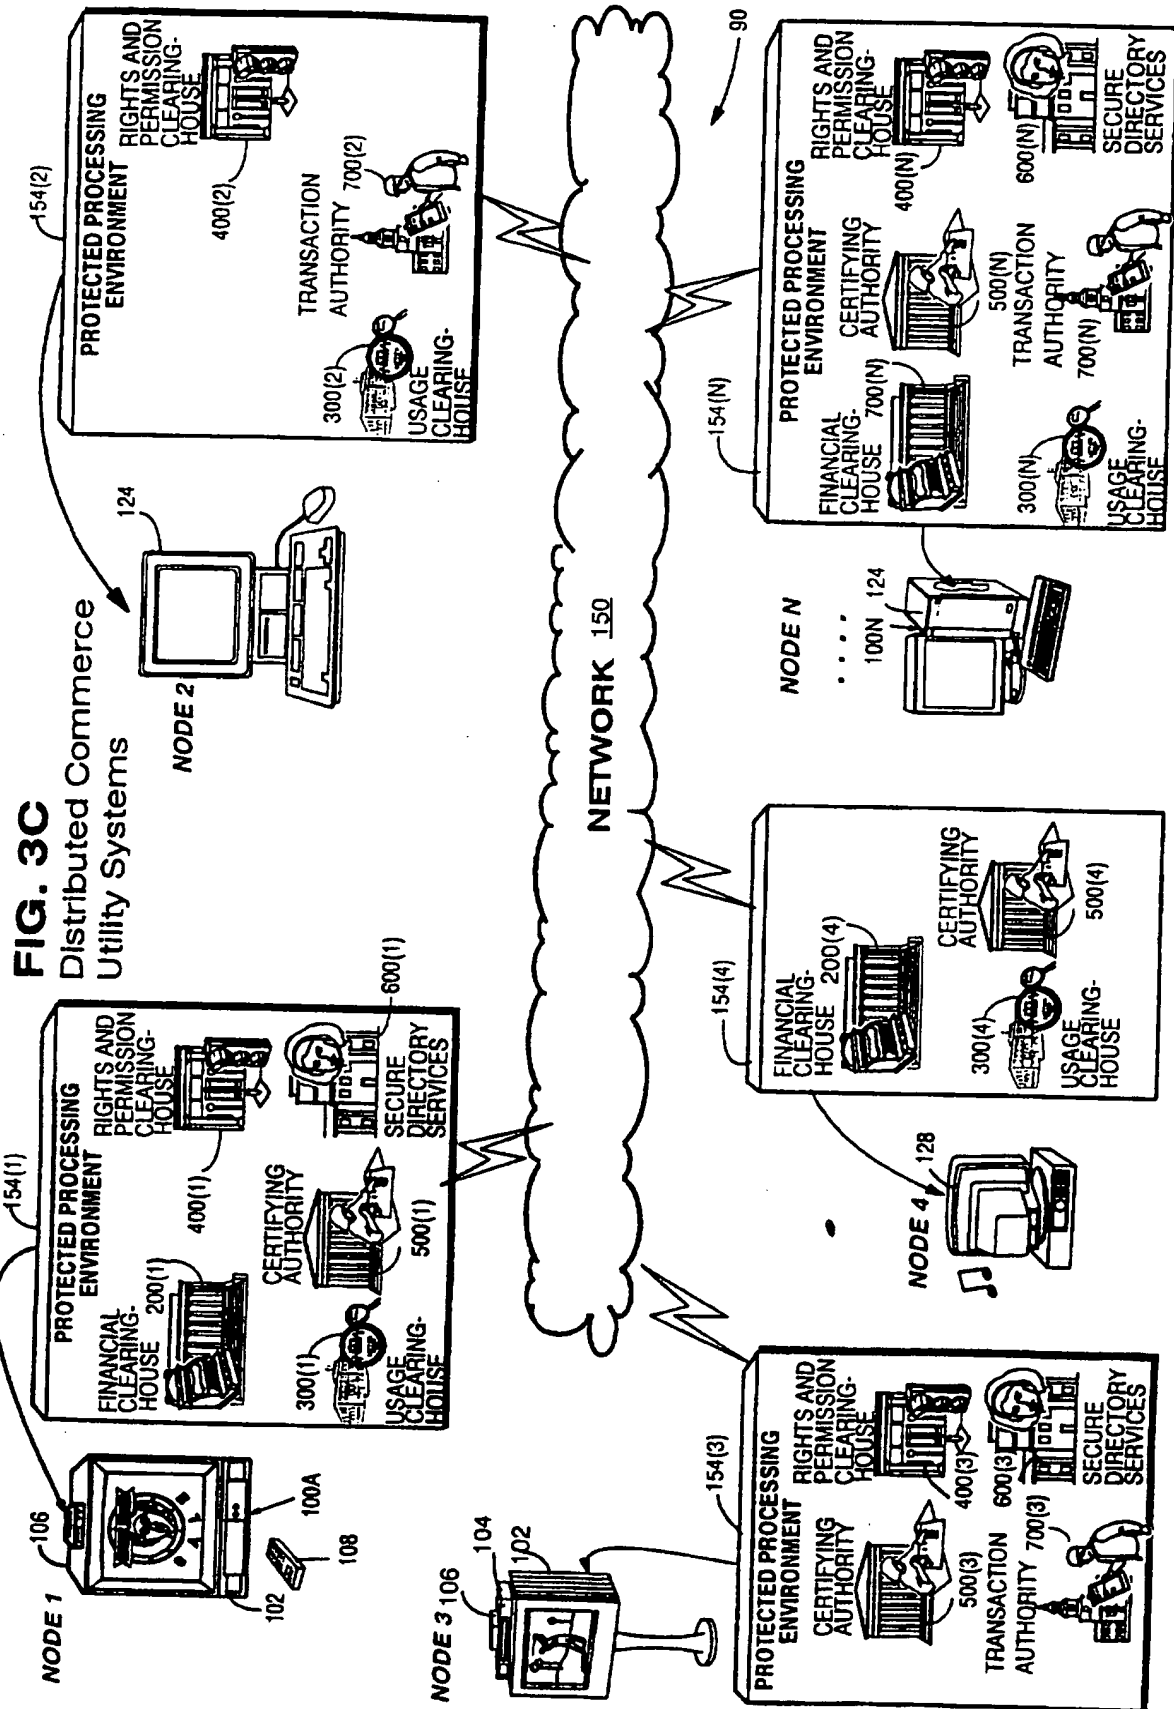 FIG. 3C
Distributed Commerce
Utility Systems
NODE 1
106
102
100A
108
154(1)
PROTECTED PROCESSING
ENVIRONMENT
FINANCIAL
CLEARING-
HOUSE
200(1)
RIGHTS AND
PERMISSION
CLEARING-
HOUSE
400(1)
300(1)
USAGE
CLEARING-
HOUSE
CERTIFYING
AUTHORITY
500(1)
SECURE
DIRECTORY
SERVICES
600(1)
NODE 2
124
154(2)
PROTECTED PROCESSING
ENVIRONMENT
RIGHTS AND
PERMISSION
CLEARING-
HOUSE
400(2)
300(2)
USAGE
CLEARING-
HOUSE
TRANSACTION
AUTHORITY
700(2)
NETWORK 150
90
NODE 3
106
104
102
154(3)
PROTECTED PROCESSING
ENVIRONMENT
CERTIFYING
AUTHORITY
500(3)
RIGHTS AND
PERMISSION
CLEARING-
HOUSE
400(3)
TRANSACTION
AUTHORITY
700(3)
600(3)
SECURE
DIRECTORY
SERVICES
NODE 4
128
154(4)
FINANCIAL
CLEARING-
HOUSE
200(4)
300(4)
USAGE
CLEARING-
HOUSE
CERTIFYING
AUTHORITY
500(4)
NODE N
. . . .
100N
124
154(N)
PROTECTED PROCESSING
ENVIRONMENT
FINANCIAL
CLEARING-
HOUSE
700(N)
CERTIFYING
AUTHORITY
500(N)
RIGHTS AND
PERMISSION
CLEARING-
HOUSE
400(N)
300(N)
USAGE
CLEARING-
HOUSE
TRANSACTION
AUTHORITY
700(N)
600(N)
SECURE
DIRECTORY
SERVICES